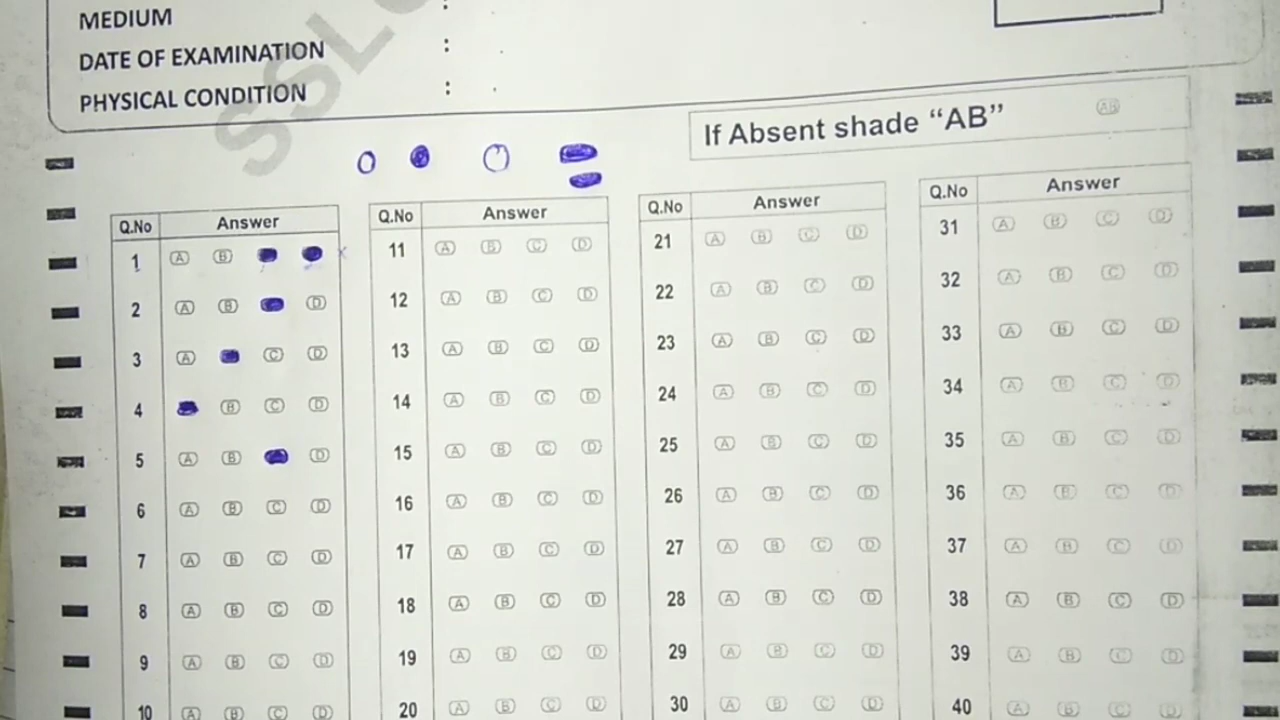 MEDIUM :
DATE OF EXAMINATION :
PHYSICAL CONDITION :
If Absent shade “AB” AB
Q.No Answer Q.No Answer Q.No Answer Q.No Answer
1 A B 11 A B C D 21 A B C D 31 A B C D
2 A B D 12 A B C D 22 A B C D 32 A B C D
3 A C D 13 A B C D 23 A B C D 33 A B C D
4 B C D 14 A B C D 24 A B C D 34 A B C D
5 A B D 15 A B C D 25 A B C D 35 A B C D
6 A B C D 16 A B C D 26 A B C D 36 A B C D
7 A B C D 17 A B C D 27 A B C D 37 A B C D
8 A B C D 18 A B C D 28 A B C D 38 A B C D
9 A B C D 19 A B C D 29 A B C D 39 A B C D
10 A B C D 20 A B C D 30 A B C D 40 A B C D